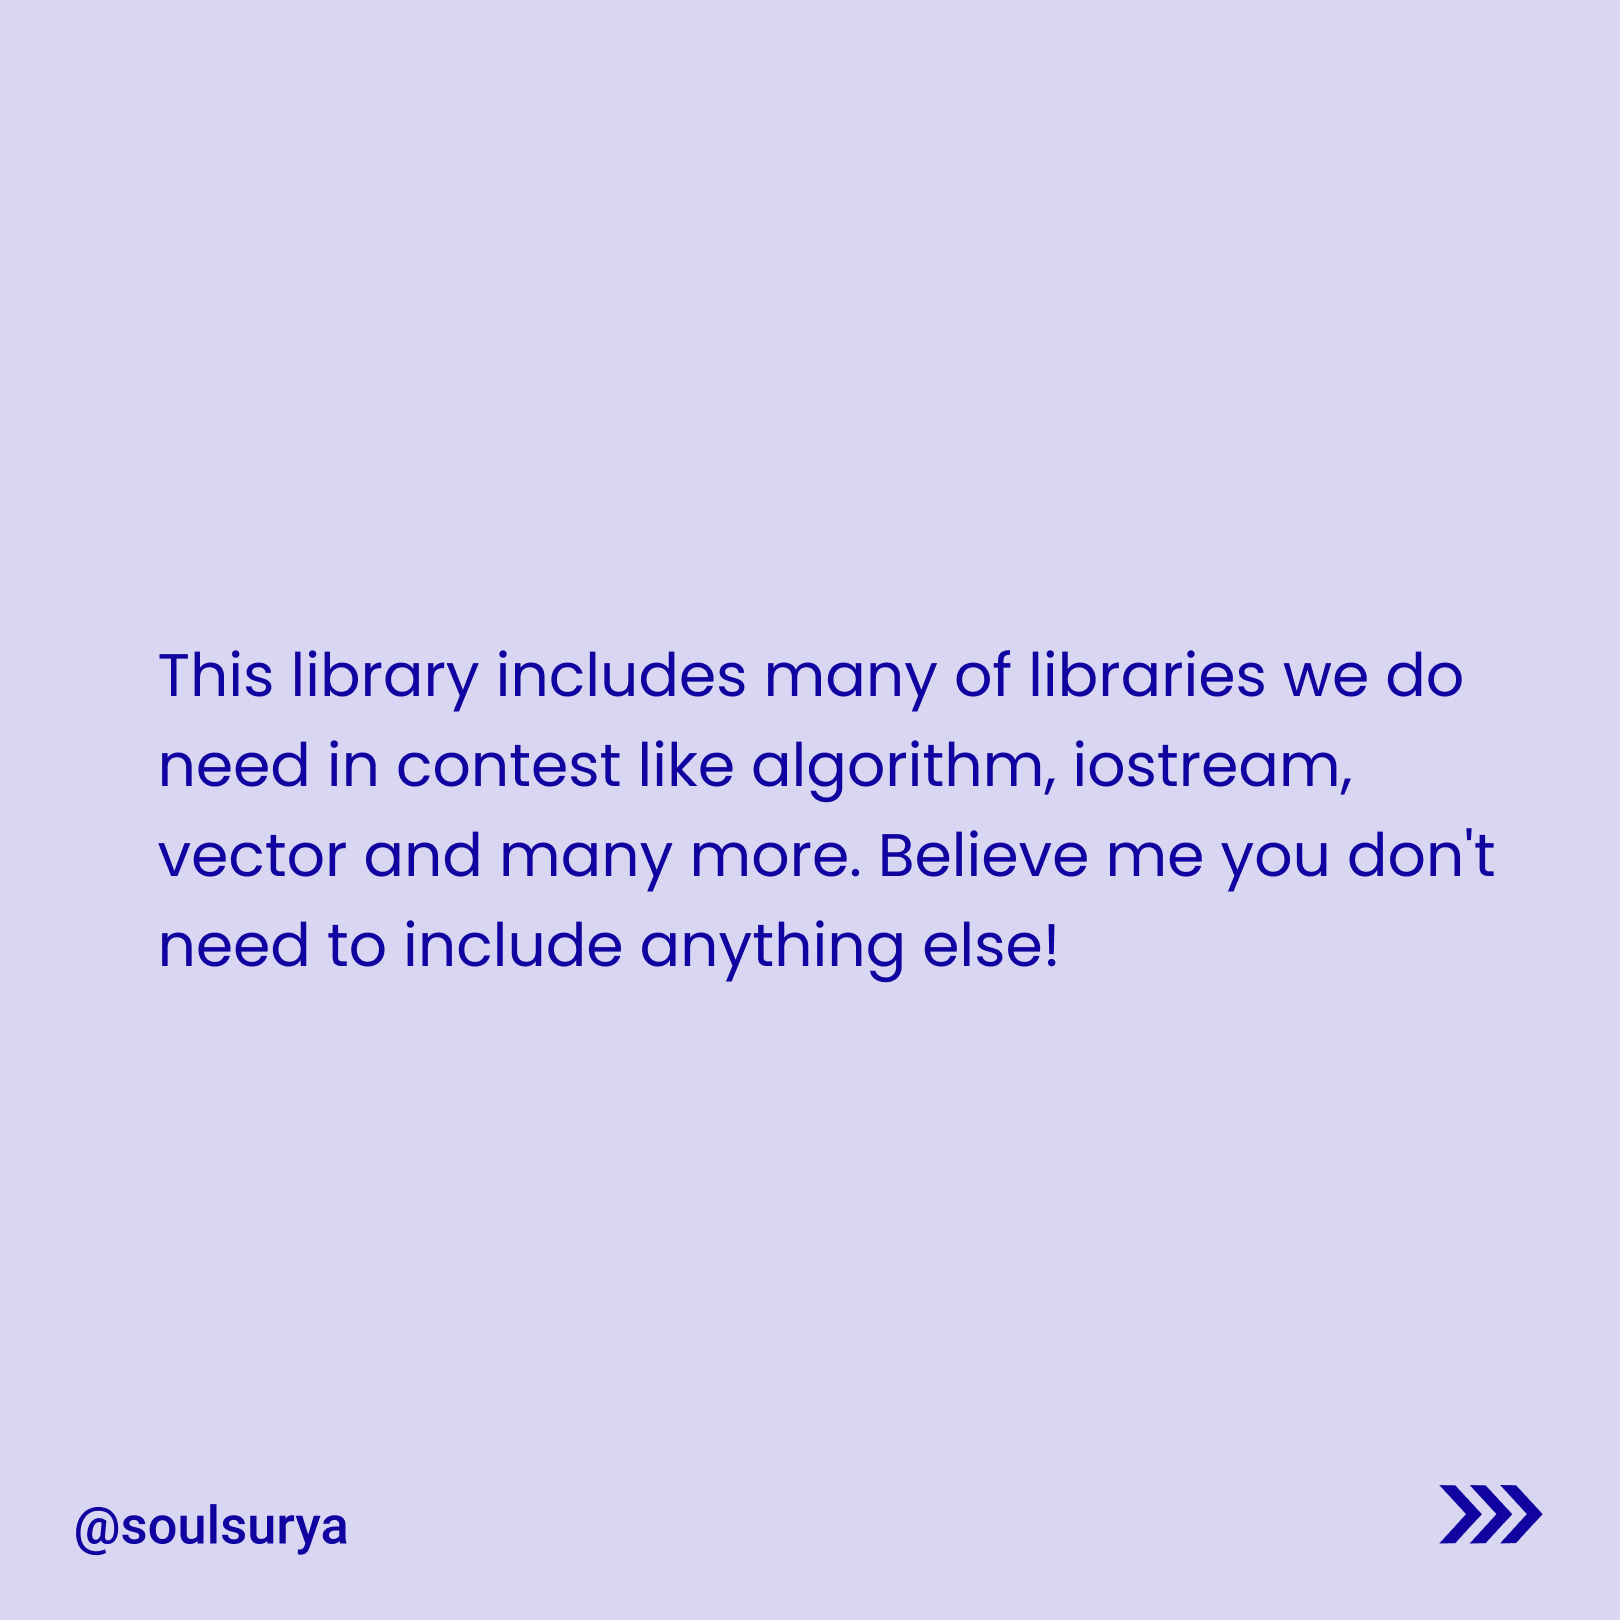 This library includes many of libraries we do
need in contest like algorithm, iostream,
vector and many more. Believe me you don't
need to include anything else!
@soulsurya